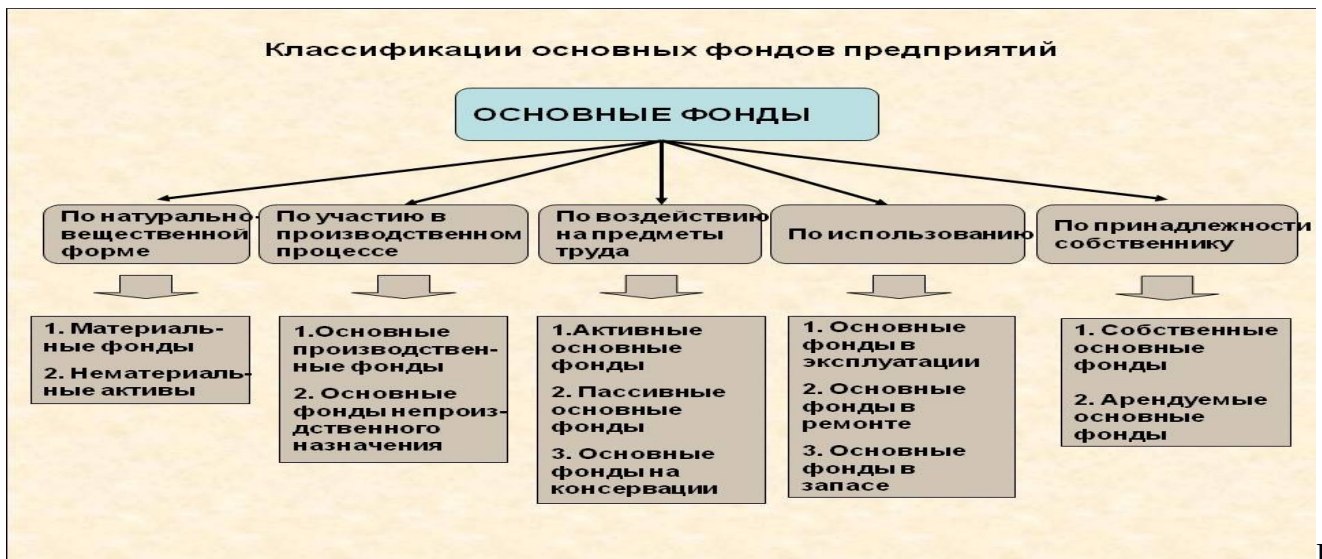 Классификации основных фондов предприятий
ОСНОВНЫЕ ФОНДЫ
По натурально-
вещественной
форме
По участию в
производственном
процессе
По воздействию
на предметы
труда
По использованию
По принадлежности
собственнику
1. Материаль-
ные фонды
2. Нематериаль-
ные активы
1.Основные
производствен-
ные фонды
2. Основные
фонды непроиз-
дственного
назначения
1.Активные
основные
фонды
2. Пассивные
основные
фонды
3. Основные
фонды на
консервации
1. Основные
фонды в
эксплуатации
2. Основные
фонды в
ремонте
3. Основные
фонды в
запасе
1. Собственные
основные
фонды
2. Арендуемые
основные
фонды